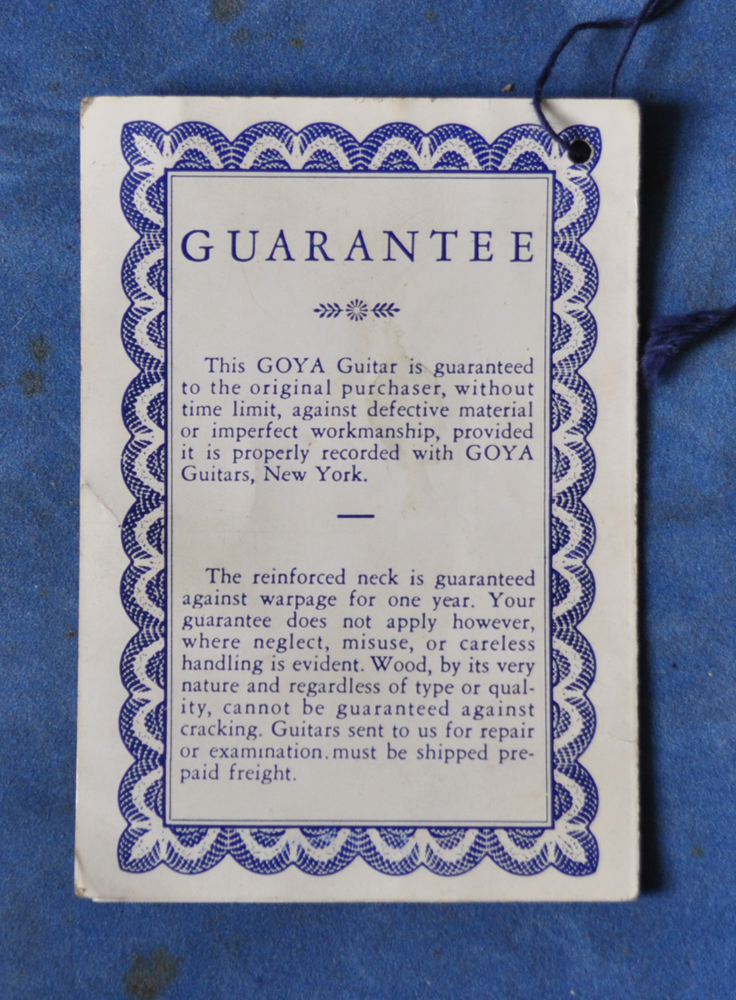 GUARANTEE
This GOYA Guitar is guaranteed
to the original purchaser, without
time limit, against defective material
or imperfect workmanship, provided
it is properly recorded with GOYA
Guitars, New York.
The reinforced neck is guaranteed
against warpage for one year. Your
guarantee does not apply however,
where neglect, misuse, or careless
handling is evident. Wood, by its very
nature and regardless of type or qual-
ity, cannot be guaranteed against
cracking. Guitars sent to us for repair
or examination.must be shipped pre-
paid freight.